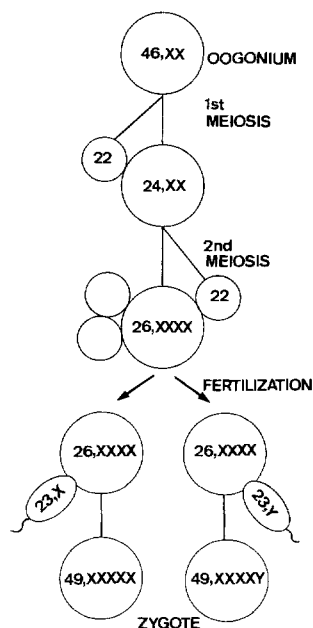 46,XX
OOGONIUM
1st
MEIOSIS
22
24,XX
2nd
MEIOSIS
22
26,XXXX
FERTILIZATION
26,XXXX
26,XXXX
23,X
23,Y
49,XXXXX
49,XXXXY
ZYGOTE